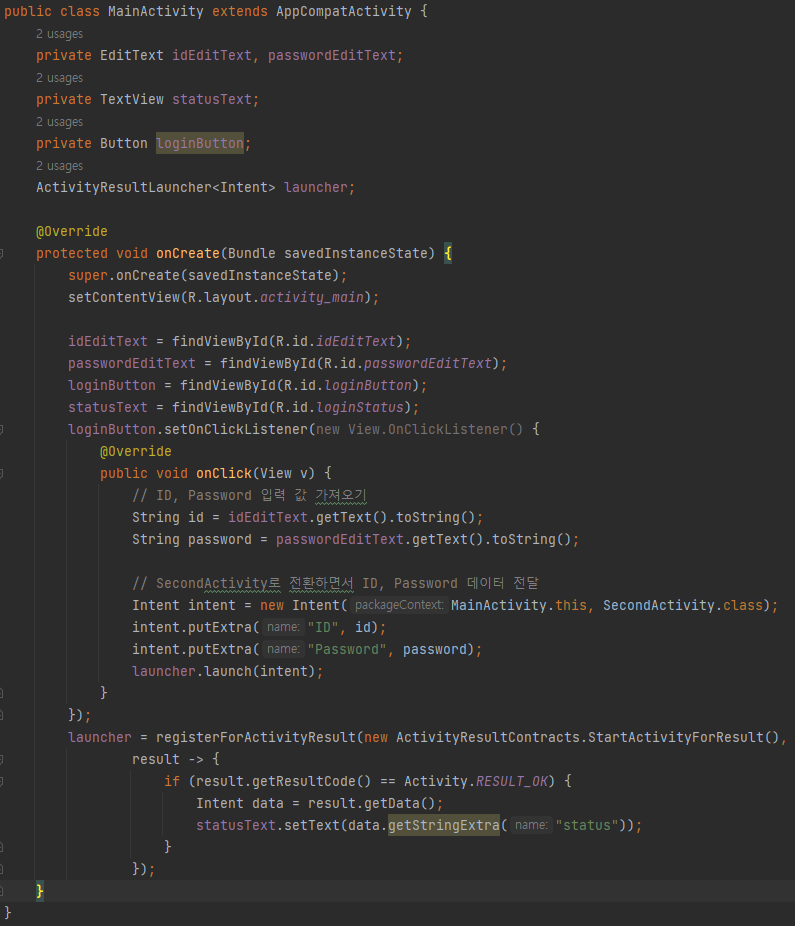 public class MainActivity extends AppCompatActivity {
2 usages
private EditText idEditText, passwordEditText;
2 usages
private TextView statusText;
2 usages
private Button loginButton;
2 usages
ActivityResultLauncher<Intent> launcher;
@Override
protected void onCreate(Bundle savedInstanceState) {
super.onCreate(savedInstanceState);
setContentView(R.layout.activity_main);
idEditText = findViewById(R.id.idEditText);
passwordEditText = findViewById(R.id.passwordEditText);
loginButton = findViewById(R.id.loginButton);
statusText = findViewById(R.id.loginStatus);
loginButton.setOnClickListener(new View.OnClickListener() {
@Override
public void onClick(View v) {
// ID, Password 입력 값 가져오기
String id = idEditText.getText().toString();
String password = passwordEditText.getText().toString();
// SecondActivity로 전환하면서 ID, Password 데이터 전달
Intent intent = new Intent( packageContext: MainActivity.this, SecondActivity.class);
intent.putExtra( name: "ID", id);
intent.putExtra( name: "Password", password);
launcher.launch(intent);
}
});
launcher = registerForActivityResult(new ActivityResultContracts.StartActivityForResult(),
result -> {
if (result.getResultCode() == Activity.RESULT_OK) {
Intent data = result.getData();
statusText.setText(data.getStringExtra( name: "status"));
}
});
}
}